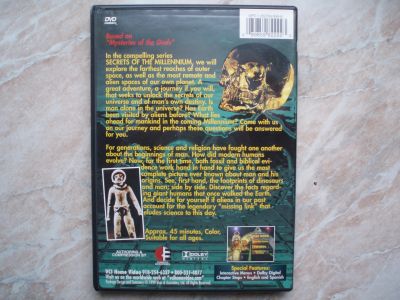 DVD
Based on
"Mysteries of the Gods"
In the compelling series
SECRETS OF THE MILLENNIUM, we will
explore the farthest reaches of outer
space, as well as the most remote and
alien spaces of our own planet. A
great adventure, a journey if you will,
that seeks to unlock the secrets of our
universe and of man's own destiny. Is
man alone in the universe? Has Earth
been visited by aliens before? What lies
ahead for mankind in the coming Millennium? Come with us
on our journey and perhaps these questions will be answered
for you.
For generations, science and religion have fought one another
about the beginnings of man. How did modern humans
evolve? Now, for the first time, both fossil and biblical evi-
dence work hand in hand to give us the most
complete picture ever known about man and his
origins. See, first hand, the footprints of dinosaurs
and man; side by side. Discover the facts regard-
ing giant humans that once walked the Earth.
And decide for yourself if aliens in our past
account for the legendary "missing link" that
eludes science to this day.
Approx. 45 minutes, Color,
Suitable for all ages.
AUTHORING &
COMPRESSION BY
DOLBY
DIGITAL
VCI Home Video
Special Features:
Interactive Menus • Dolby Digital
Chapter Stops • English and Spanish